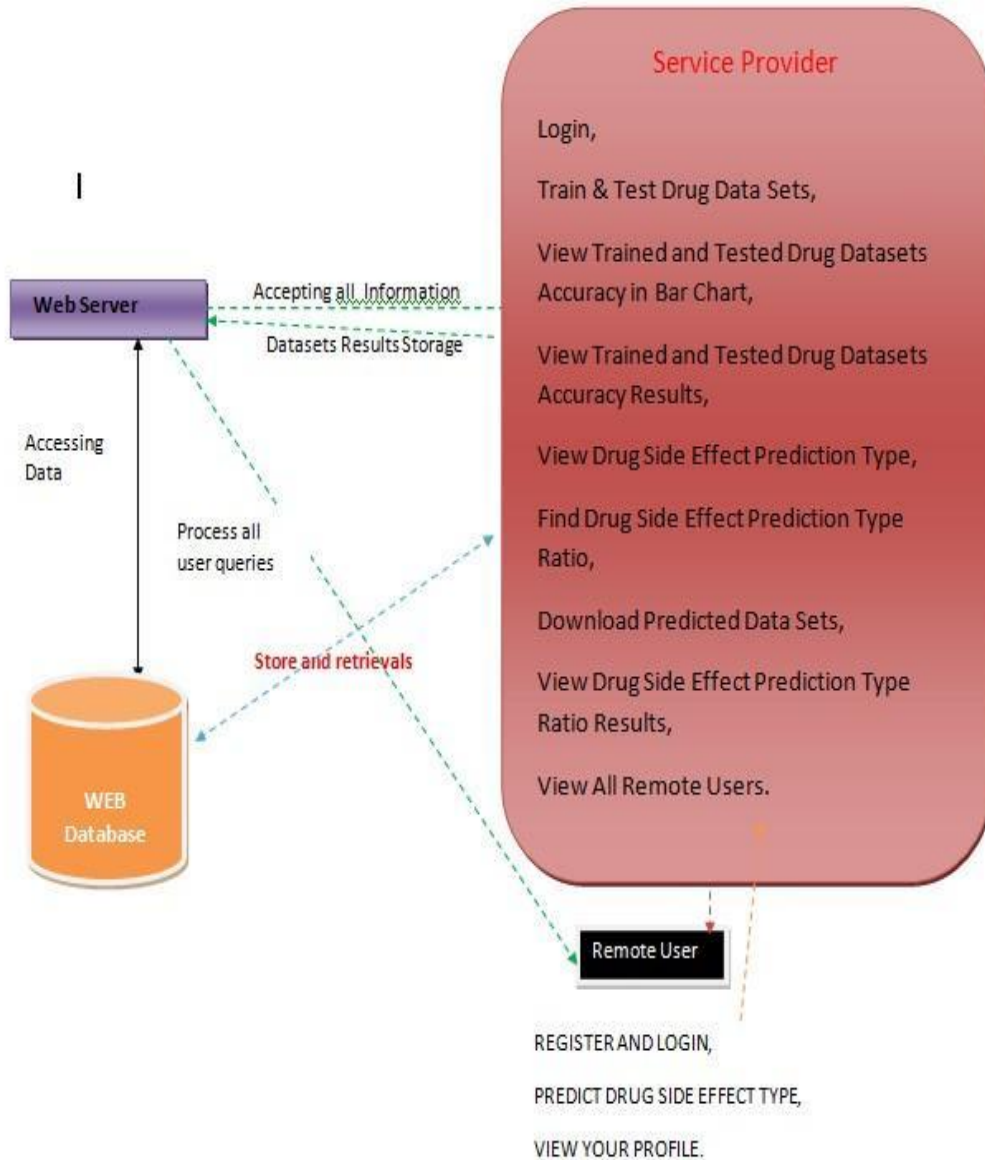 Service Provider
Login,
Train & Test Drug Data Sets,
View Trained and Tested Drug Datasets
Accuracy in Bar Chart,
View Trained and Tested Drug Datasets
Accuracy Results,
View Drug Side Effect Prediction Type,
Find Drug Side Effect Prediction Type
Ratio,
Download Predicted Data Sets,
View Drug Side Effect Prediction Type
Ratio Results,
View All Remote Users.
Web Server
Accepting all Information
Datasets Results Storage
Accessing
Data
Process all
user queries
Store and retrievals
WEB
Database
Remote User
REGISTER AND LOGIN,
PREDICT DRUG SIDE EFFECT TYPE,
VIEW YOUR PROFILE.